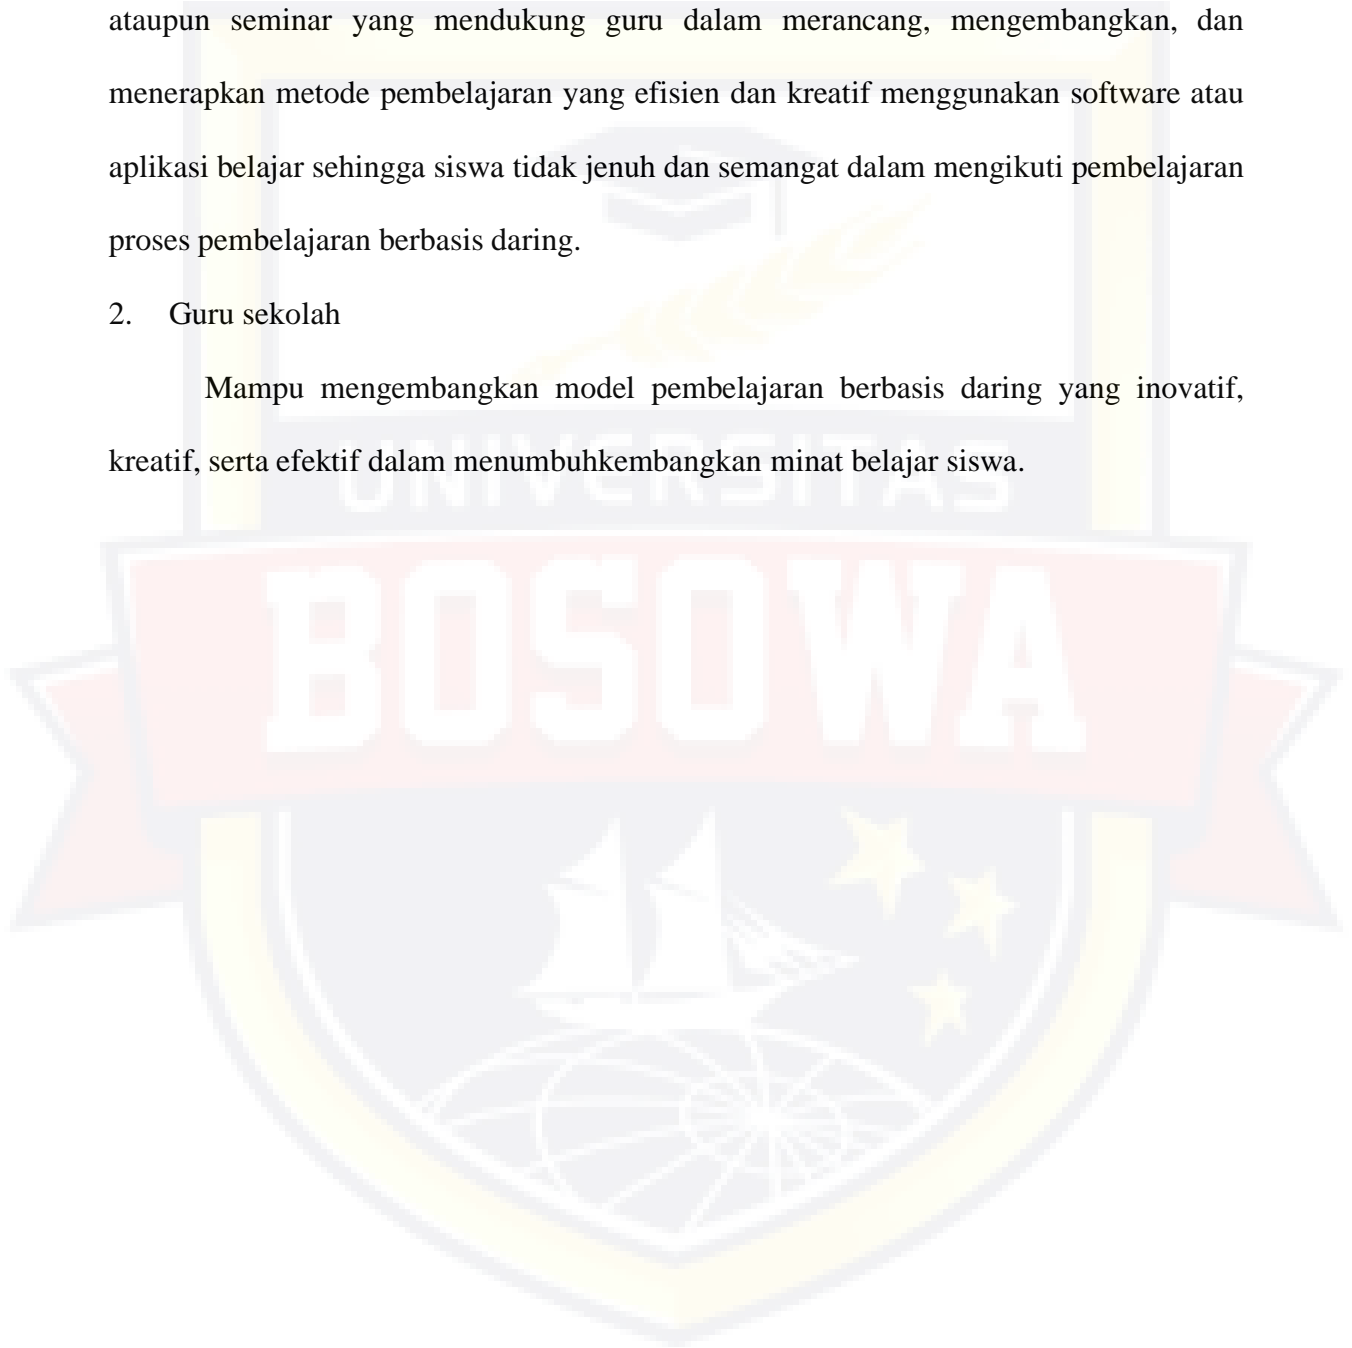 ataupun seminar yang mendukung guru dalam merancang, mengembangkan, dan
menerapkan metode pembelajaran yang efisien dan kreatif menggunakan software atau
aplikasi belajar sehingga siswa tidak jenuh dan semangat dalam mengikuti pembelajaran
proses pembelajaran berbasis daring.
2. Guru sekolah
Mampu mengembangkan model pembelajaran berbasis daring yang inovatif,
kreatif, serta efektif dalam menumbuhkembangkan minat belajar siswa.
UNIVERSITAS
BOSOWA